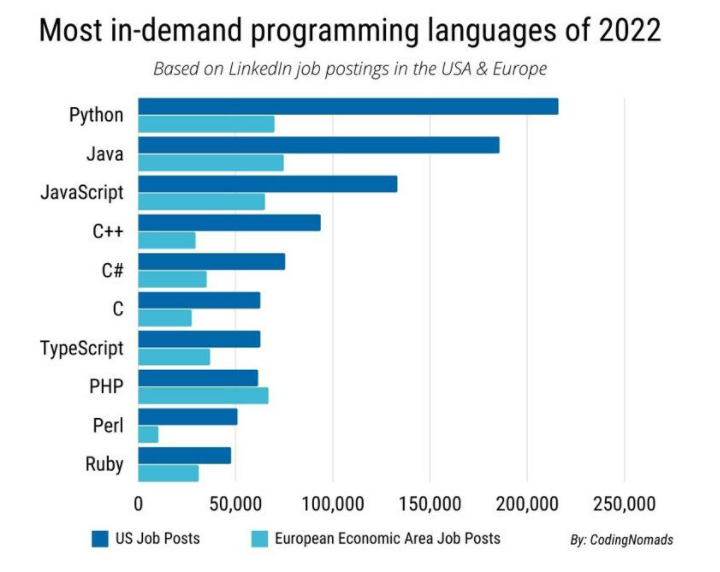 Most in-demand programming languages of 2022
Based on LinkedIn job postings in the USA & Europe
Python
Java
JavaScript
C++
C#
C
TypeScript
PHP
Perl
Ruby
0 50,000 100,000 150,000 200,000 250,000
US Job Posts European Economic Area Job Posts By: CodingNomads